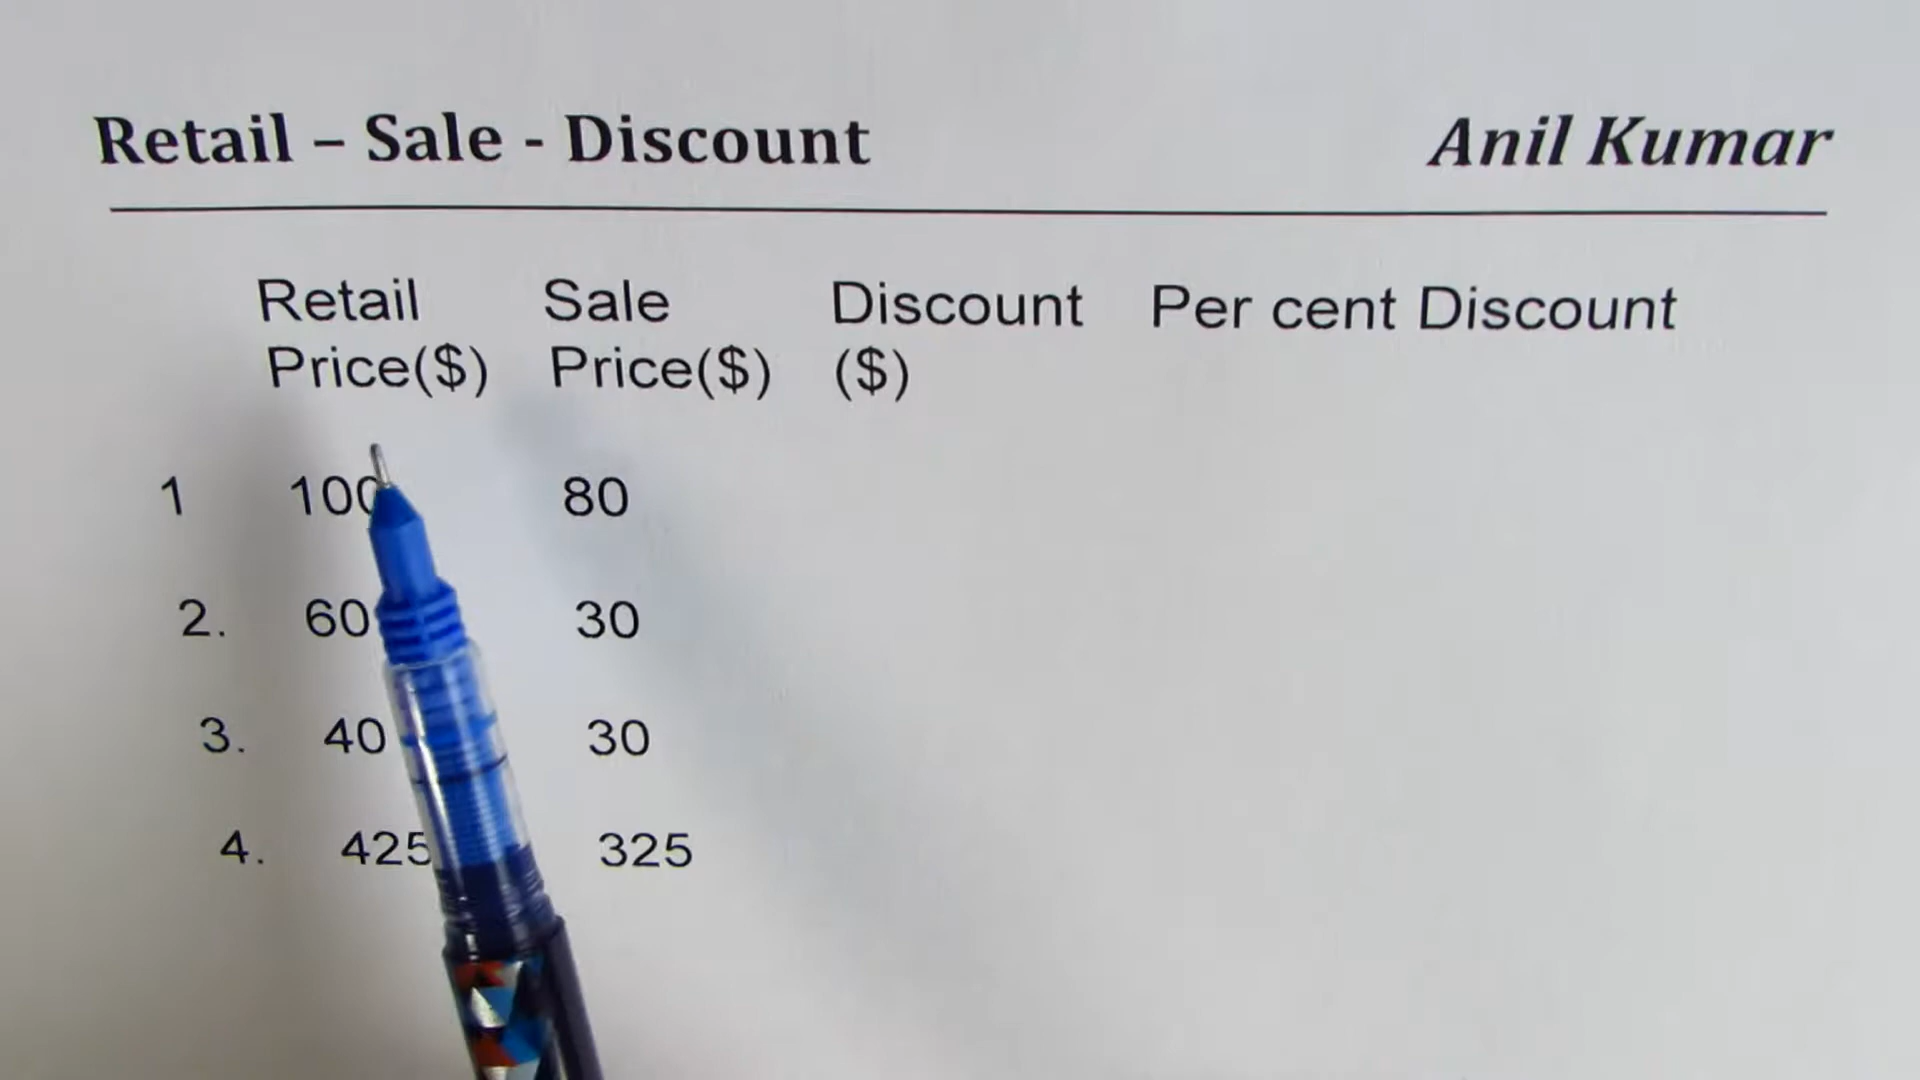 Retail – Sale - Discount Anil Kumar
Retail Sale Discount Per cent Discount
Price($) Price($) ($)
1 100 80
2. 60 30
3. 40 30
4. 425 325